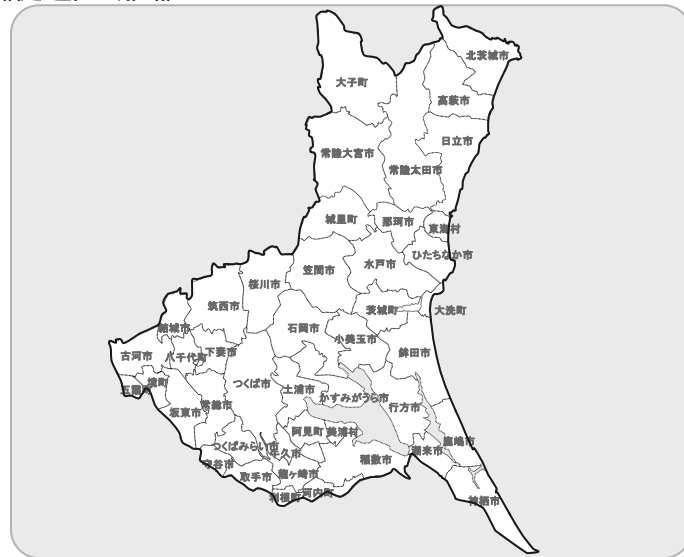 北茨城市
大子町
高萩市
日立市
常陸大宮市
常陸太田市
城里町
那珂市
東海村
ひたちなか市
水戸市
笠間市
桜川市
筑西市
茨城町
大洗町
石岡市
小美玉市
結城市
鉾田市
古河市
八千代町
下妻市
つくば市
土浦市
かすみがうら市
境町
五霞町
坂東市
常総市
行方市
阿見町
美浦村
鹿嶋市
つくばみらい市
牛久市
潮来市
稲敷市
守谷市
取手市
龍ヶ崎市
利根町
河内町
神栖市